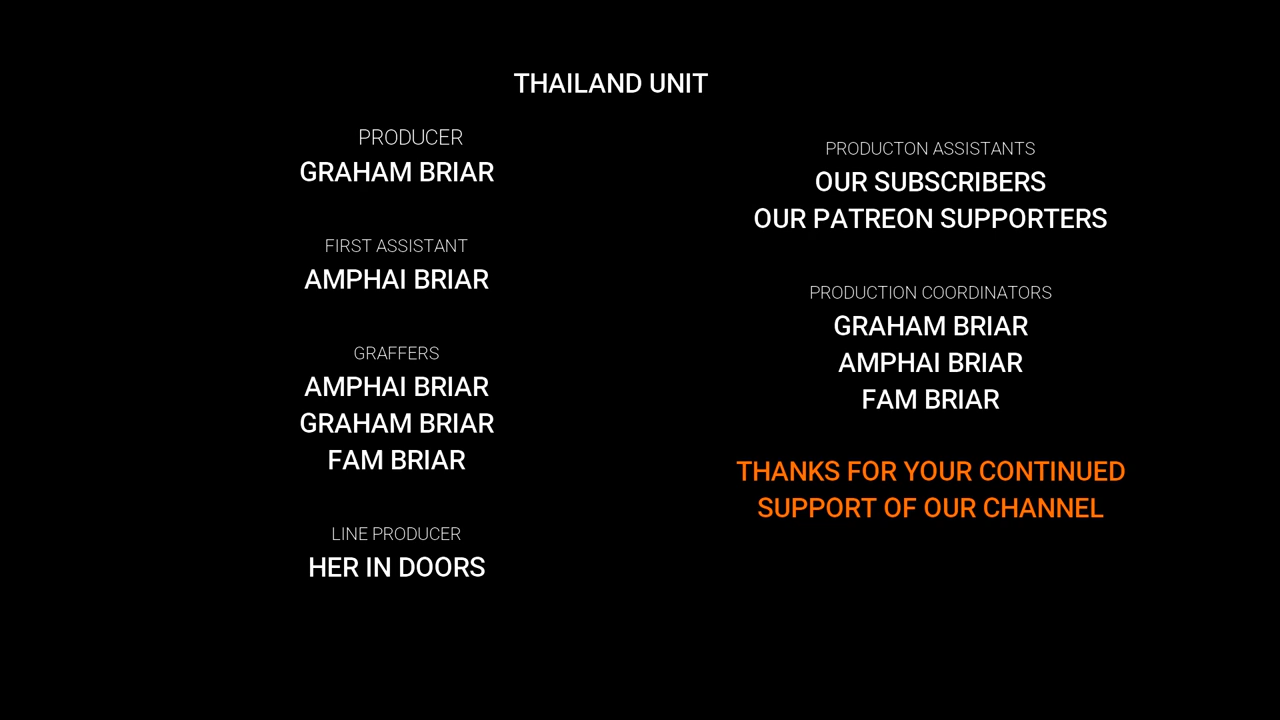 THAILAND UNIT
PRODUCER
GRAHAM BRIAR
FIRST ASSISTANT
AMPHAI BRIAR
GRAFFERS
AMPHAI BRIAR
GRAHAM BRIAR
FAM BRIAR
LINE PRODUCER
HER IN DOORS
PRODUCTON ASSISTANTS
OUR SUBSCRIBERS
OUR PATREON SUPPORTERS
PRODUCTION COORDINATORS
GRAHAM BRIAR
AMPHAI BRIAR
FAM BRIAR
THANKS FOR YOUR CONTINUED
SUPPORT OF OUR CHANNEL